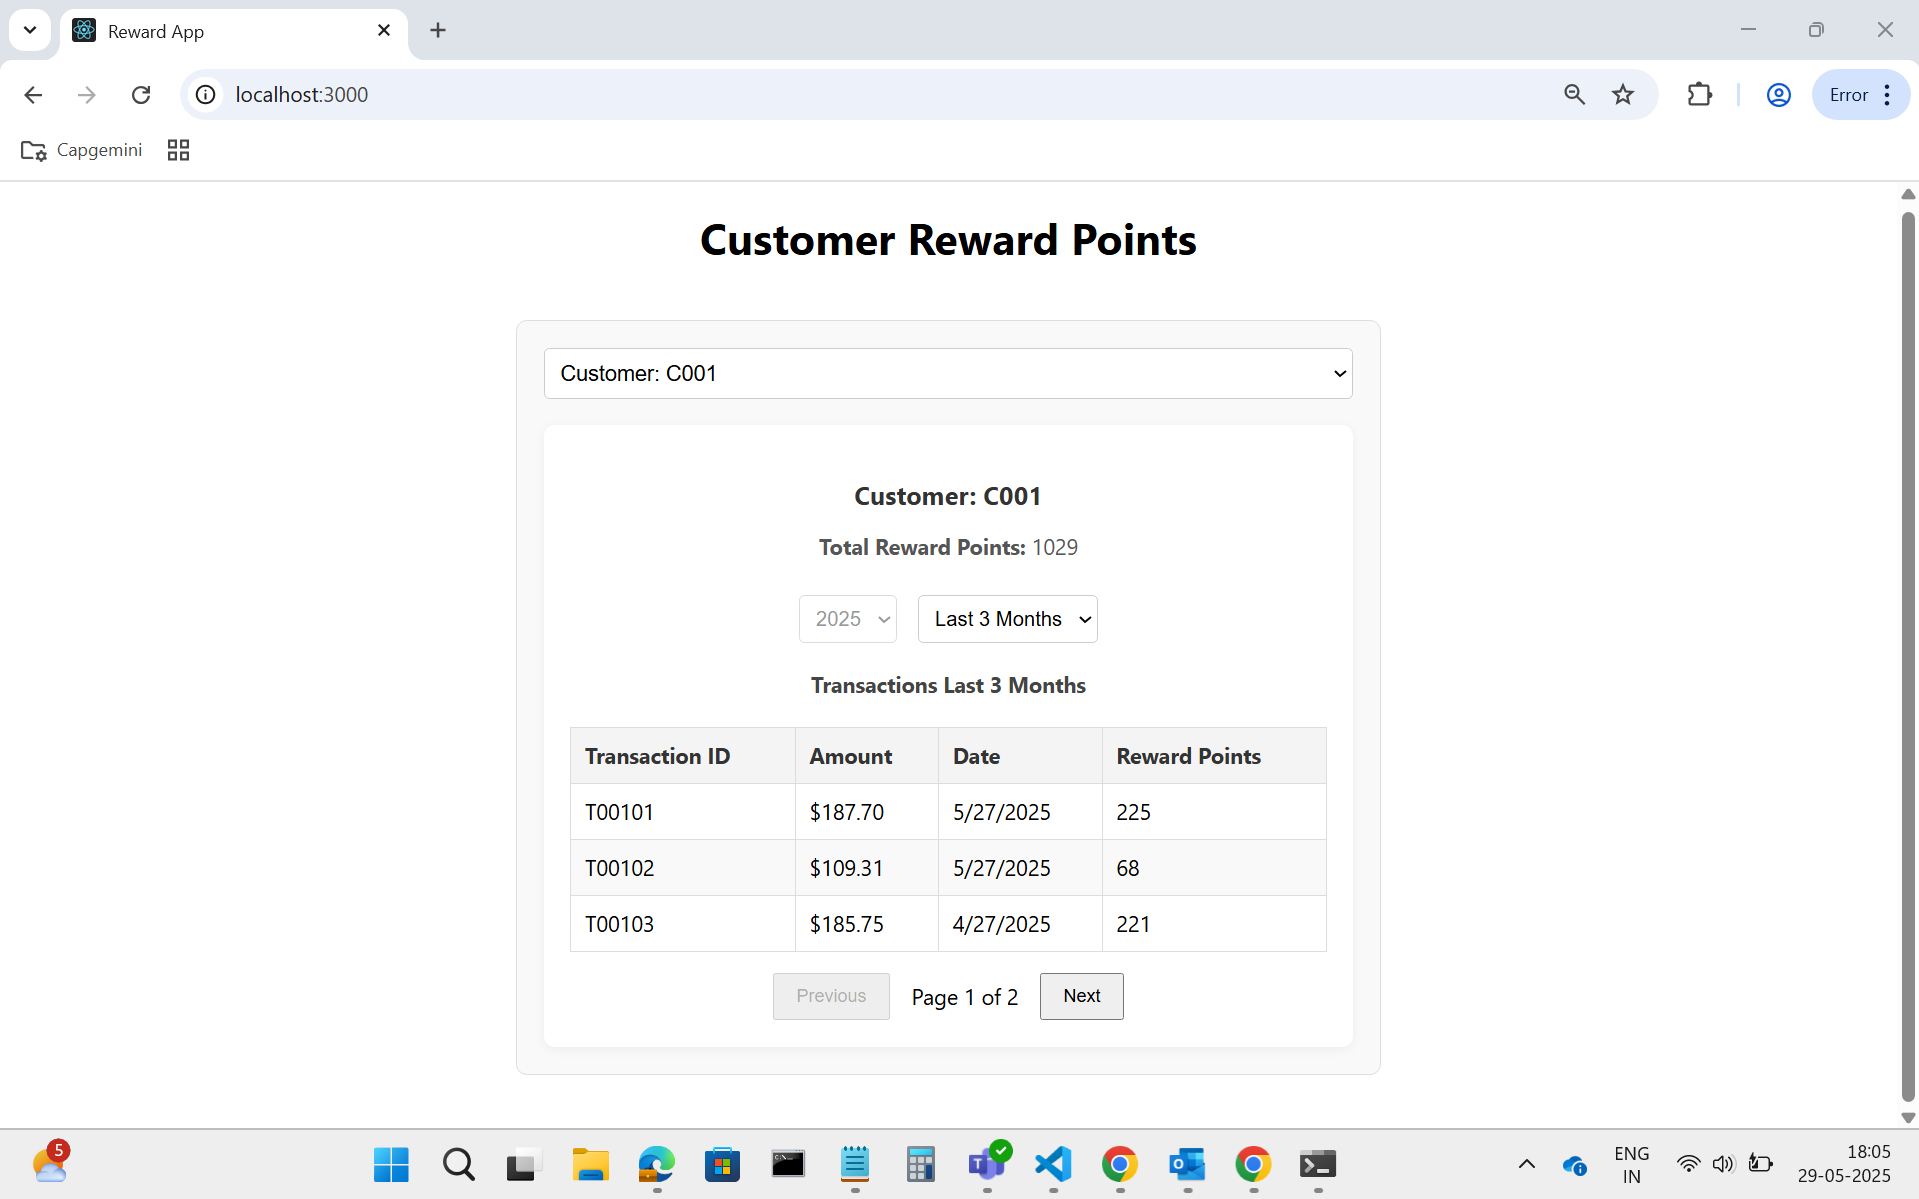 Reward App
localhost:3000
Error
Capgemini
Customer Reward Points
Customer: C001
Customer: C001
Total Reward Points: 1029
2025 Last 3 Months
Transactions Last 3 Months
Transaction ID Amount Date Reward Points
T00101 $187.70 5/27/2025 225
T00102 $109.31 5/27/2025 68
T00103 $185.75 4/27/2025 221
Previous Page 1 of 2 Next
5
ENG
IN
18:05
29-05-2025